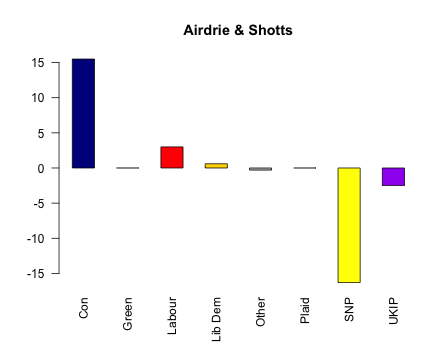 Airdrie & Shotts
15
10
5
0
-5
-10
-15
Con
Green
Labour
Lib Dem
Other
Plaid
SNP
UKIP